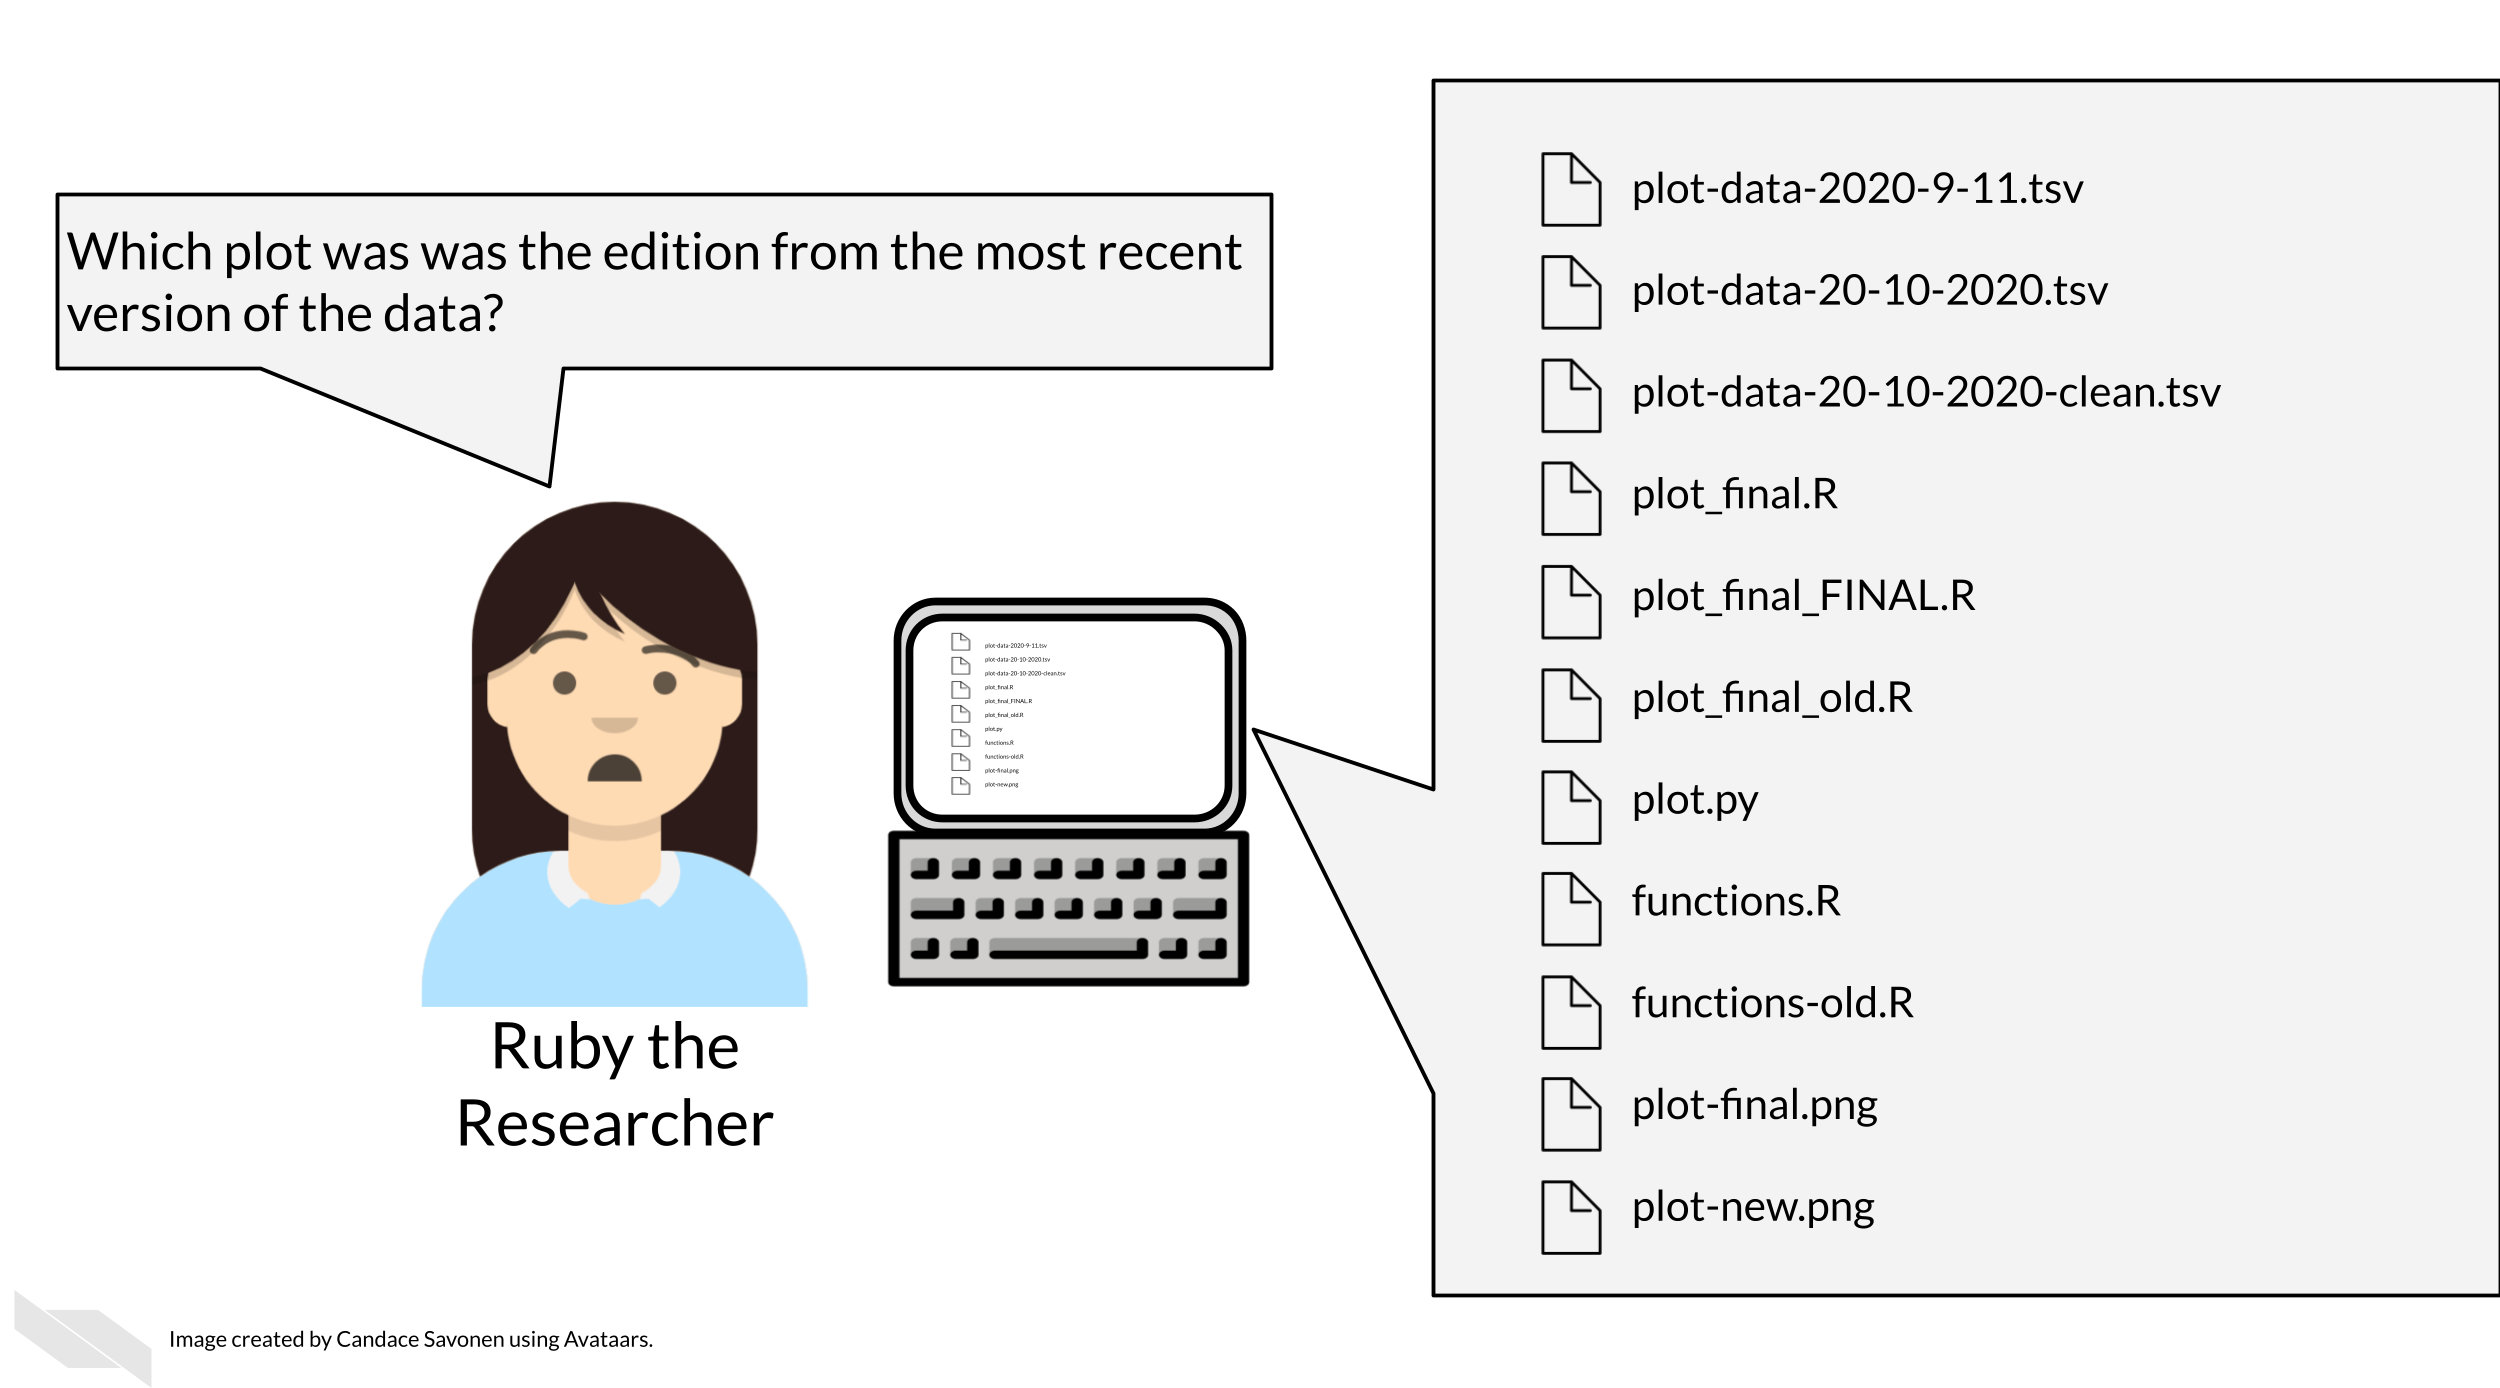 Which plot was was the edition from the most recent
version of the data?
plot-data-2020-9-11.tsv
plot-data-20-10-2020.tsv
plot-data-20-10-2020-clean.tsv
plot_final.R
plot_final_FINAL.R
plot_final_old.R
plot.py
functions.R
functions-old.R
plot-final.png
plot-new.png
plot-data-2020-9-11.tsv
plot-data-20-10-2020.tsv
plot-data-20-10-2020-clean.tsv
plot_final.R
plot_final_FINAL.R
plot_final_old.R
plot.py
functions.R
functions-old.R
plot-final.png
plot-new.png
Ruby the
Researcher
Image created by Candace Savonen using Avataars.